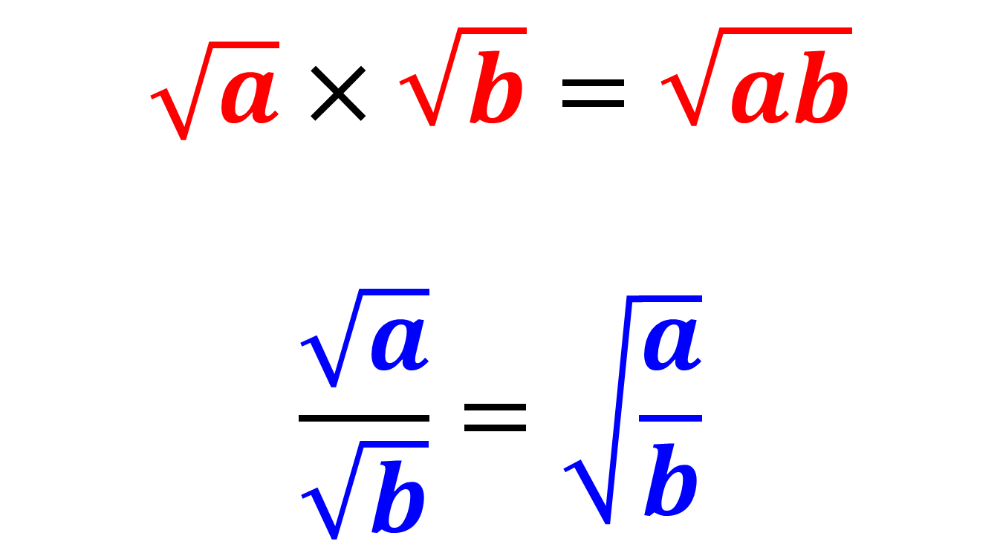 √a × √b = √ab
√a/√b = √(a/b)